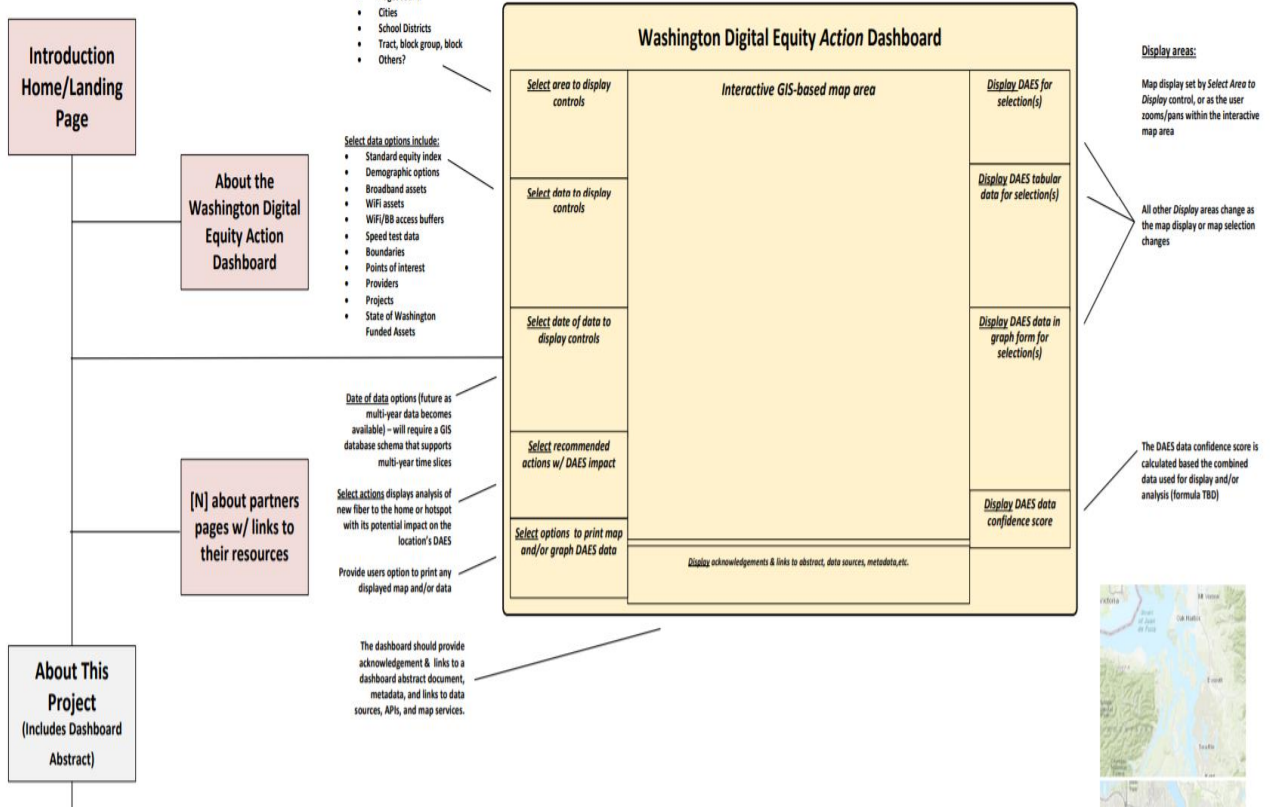 Introduction
Home/Landing
Page
About the
Washington Digital
Equity Action
Dashboard
[N] about partners
pages w/ links to
their resources
About This
Project
(Includes Dashboard
Abstract)
• Cities
• School Districts
• Tract, block group, block
• Others?
Select data options include:
• Standard equity index
• Demographic options
• Broadband assets
• WiFi assets
• WiFi/BB access buffers
• Speed test data
• Boundaries
• Points of interest
• Providers
• Projects
• State of Washington
Funded Assets
Date of data options (future as
multi-year data becomes
available) – will require a GIS
database schema that supports
multi-year time slices
Select actions displays analysis of
new fiber to the home or hotspot
with its potential impact on the
location's DAES
Provide users option to print any
displayed map and/or data
The dashboard should provide
acknowledgement & links to a
dashboard abstract document,
metadata, and links to data
sources, APIs, and map services.
Washington Digital Equity Action Dashboard
Select area to display
controls
Select data to display
controls
Select date of data to
display controls
Select recommended
actions w/ DAES impact
Select options to print map
and/or graph DAES data
Interactive GIS-based map area
Display acknowledgements & links to abstract, data sources, metadata,etc.
Display DAES for
selection(s)
Display DAES tabular
data for selection(s)
Display DAES data in
graph form for
selection(s)
Display DAES data
confidence score
Display areas:
Map display set by Select Area to
Display control, or as the user
zooms/pans within the interactive
map area
All other Display areas change as
the map display or map selection
changes
The DAES data confidence score is
calculated based the combined
data used for display and/or
analysis (formula TBD)
Mt Vernon
Oak Harbor
Everett
Seattle